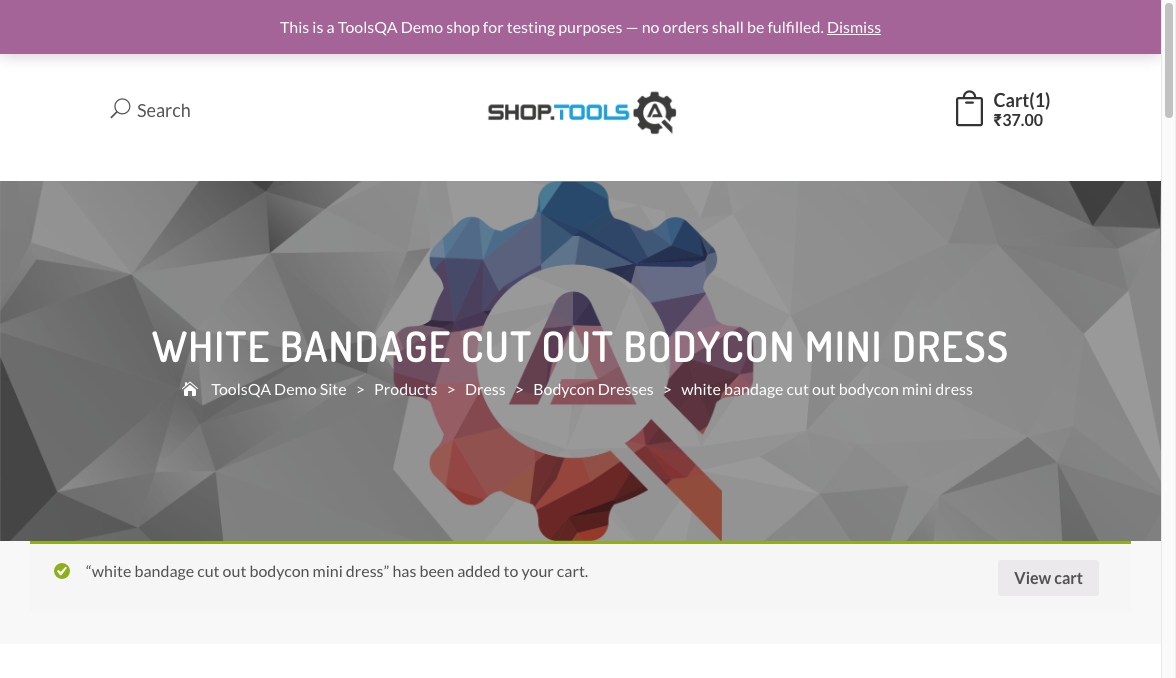 This is a ToolsQA Demo shop for testing purposes — no orders shall be fulfilled. Dismiss
Search
SHOP.TOOLS
A
Cart(1)
₹37.00
A
WHITE BANDAGE CUT OUT BODYCON MINI DRESS
ToolsQA Demo Site > Products > Dress > Bodycon Dresses > white bandage cut out bodycon mini dress
“white bandage cut out bodycon mini dress” has been added to your cart.
View cart